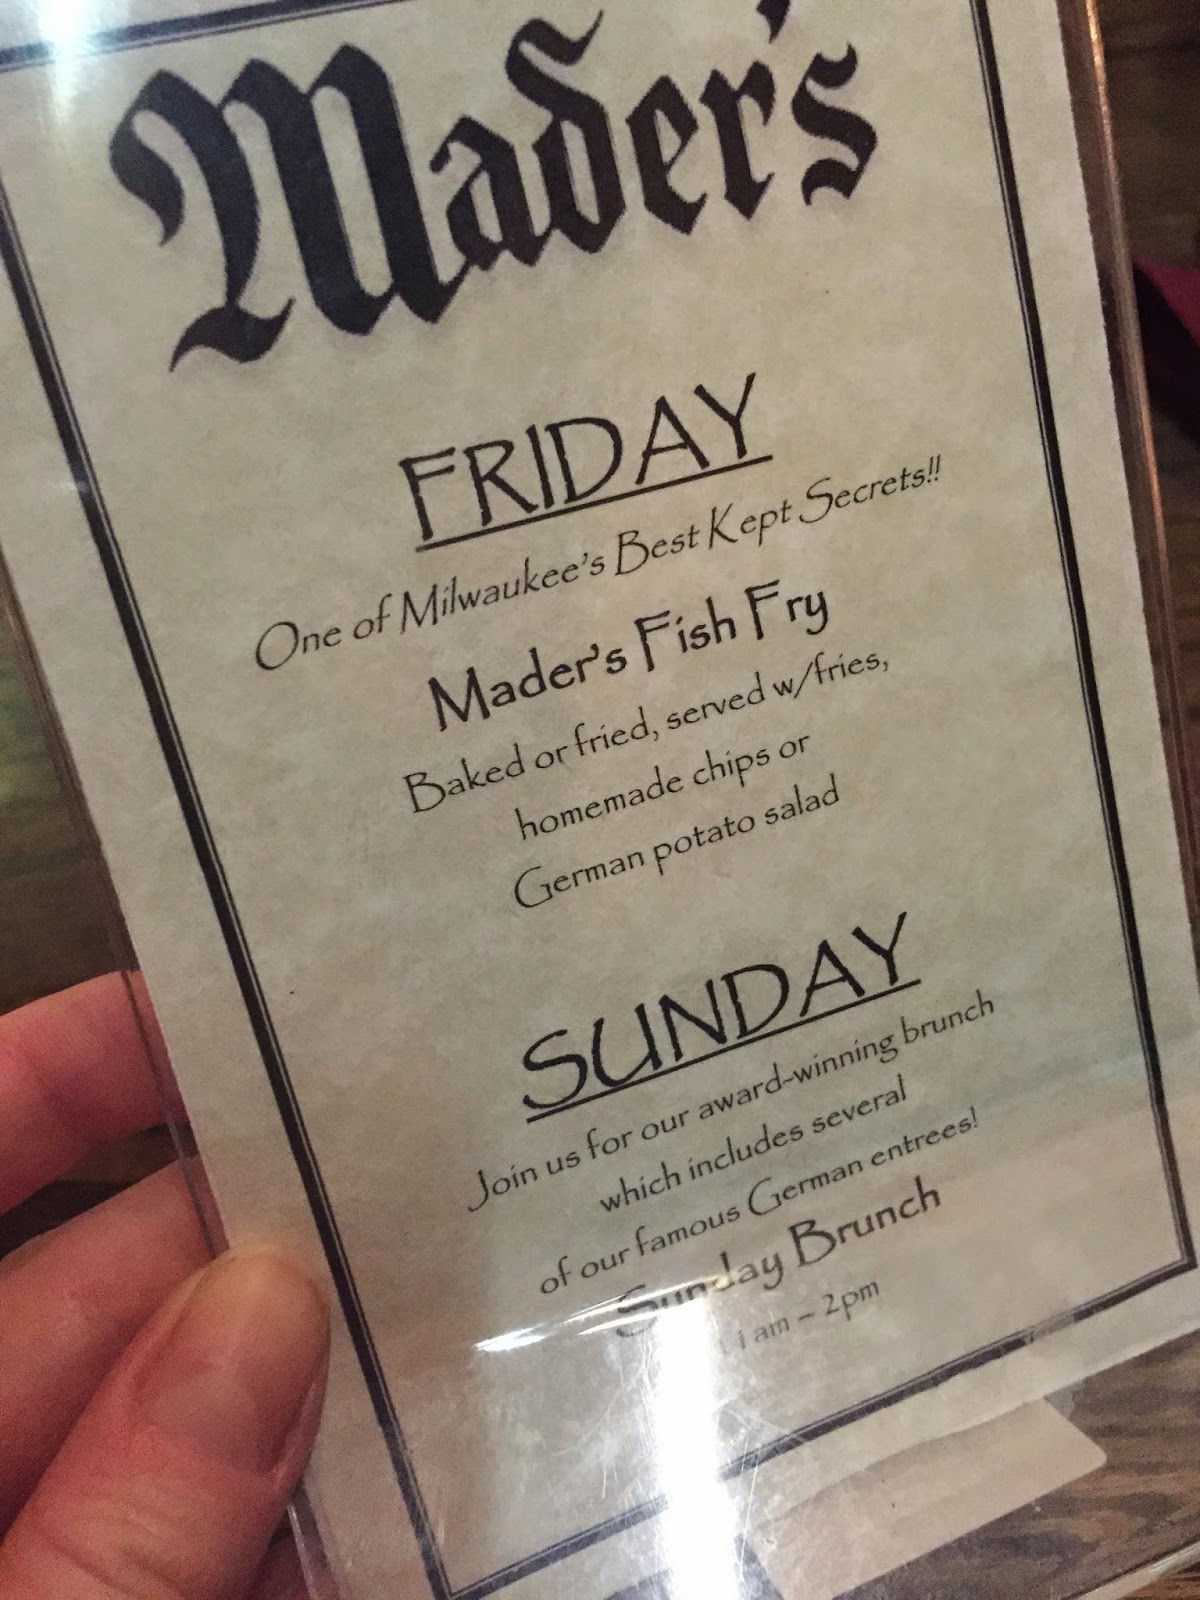 Mader's
FRIDAY
One of Milwaukee's Best Kept Secrets!!
Mader's Fish Fry
Baked or fried, served w/fries,
homemade chips or
German potato salad
SUNDAY
Join us for our award-winning brunch
which includes several
of our famous German entrees!
Sunday Brunch
– 2pm